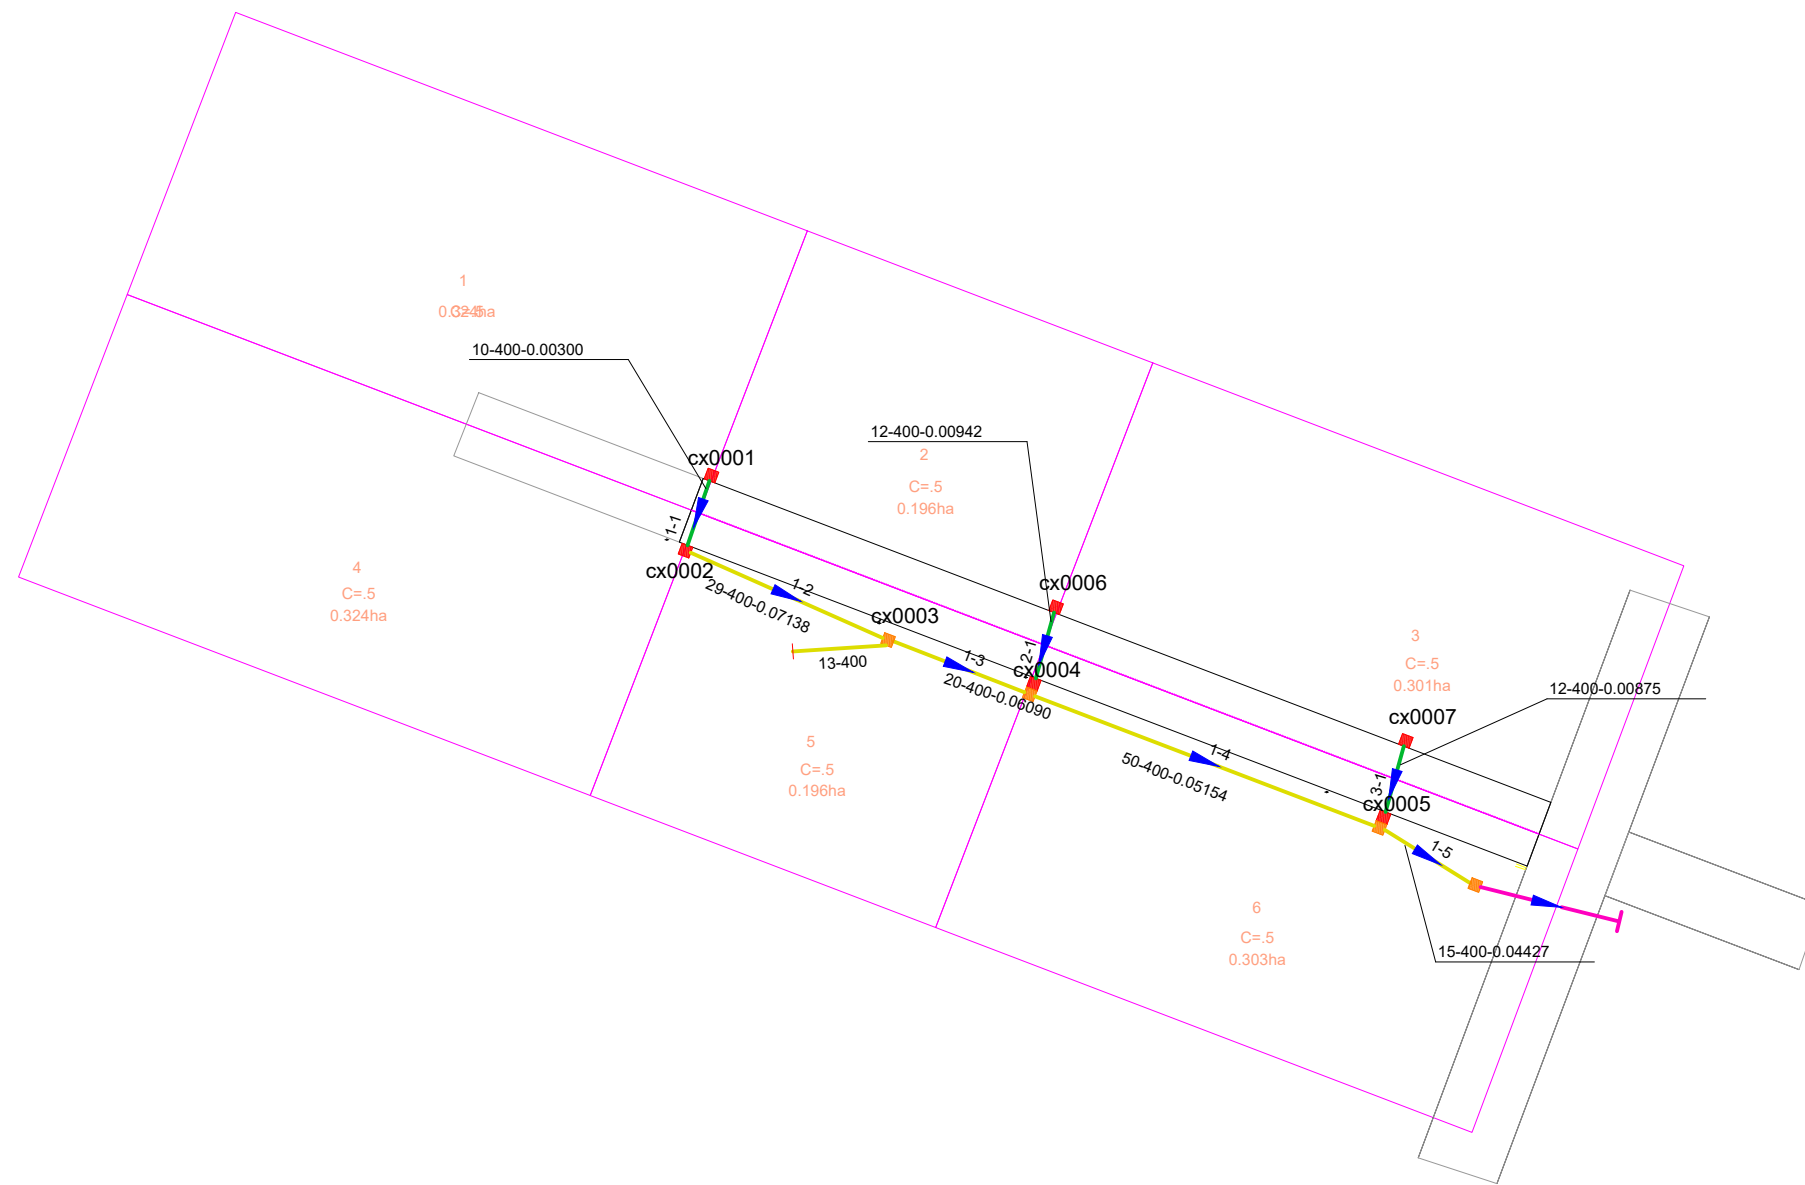 1
C=.5
0.324ha
10-400-0.00300
12-400-0.00942
2
C=.5
0.196ha
cx0001
1-1
cx0002
4
C=.5
0.324ha
1-2
29-400-0.07138
cx0003
13-400
cx0006
2-1
cx0004
1-3
20-400-0.06090
3
C=.5
0.301ha
12-400-0.00875
cx0007
3-1
cx0005
1-4
50-400-0.05154
5
C=.5
0.196ha
1-5
6
C=.5
0.303ha
15-400-0.04427